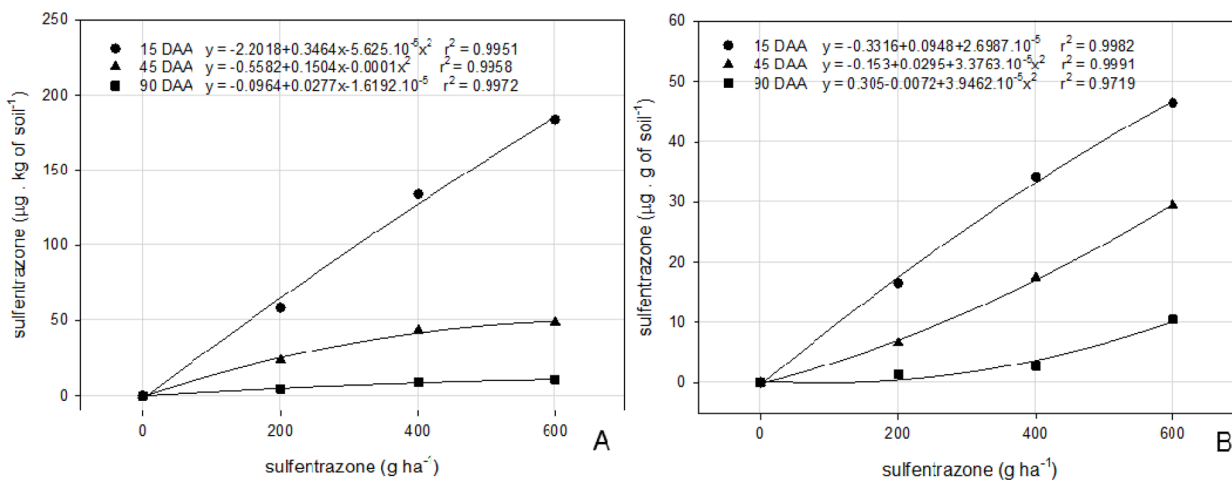 250
200
150
100
50
0
sulfentrazone (µg . kg of soil⁻¹)
15 DAA y = -2.2018+0.3464x-5.625.10⁻⁵x² r² = 0.9951
45 DAA y = -0.5582+0.1504x-0.0001x² r² = 0.9958
90 DAA y = -0.0964+0.0277x-1.6192.10⁻⁵ r² = 0.9972
0 200 400 600
sulfentrazone (g ha⁻¹)
A
60
50
40
30
20
10
0
sulfentrazone (µg . g of soil⁻¹)
15 DAA y = -0.3316+0.0948+2.6987.10⁻⁵ r² = 0.9982
45 DAA y = -0.153+0.0295+3.3763.10⁻⁵x² r² = 0.9991
90 DAA y = 0.305-0.0072+3.9462.10⁻⁵x² r² = 0.9719
0 200 400 600
sulfentrazone (g ha⁻¹)
B